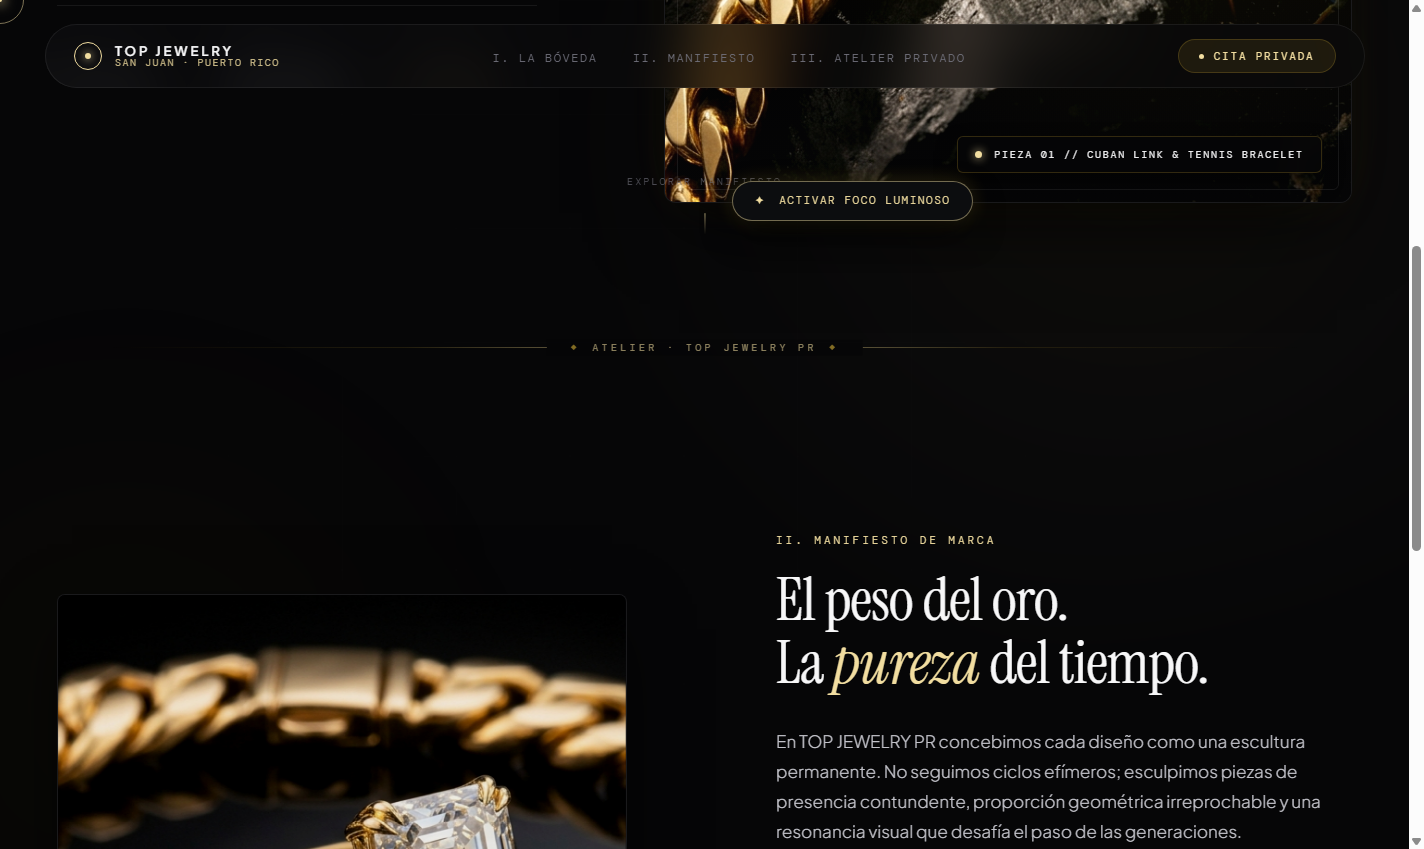 TOP JEWELRY
SAN JUAN · PUERTO RICO
I. LA BÓVEDA
II. MANIFIESTO
III. ATELIER PRIVADO
CITA PRIVADA
PIEZA 01 // CUBAN LINK & TENNIS BRACELET
EXPLORAR MANIFIESTO
ACTIVAR FOCO LUMINOSO
ATELIER · TOP JEWELRY PR
II. MANIFIESTO DE MARCA
El peso del oro.
La pureza del tiempo.
En TOP JEWELRY PR concebimos cada diseño como una escultura
permanente. No seguimos ciclos efímeros; esculpimos piezas de
presencia contundente, proporción geométrica irreprochable y una
resonancia visual que desafía el paso de las generaciones.